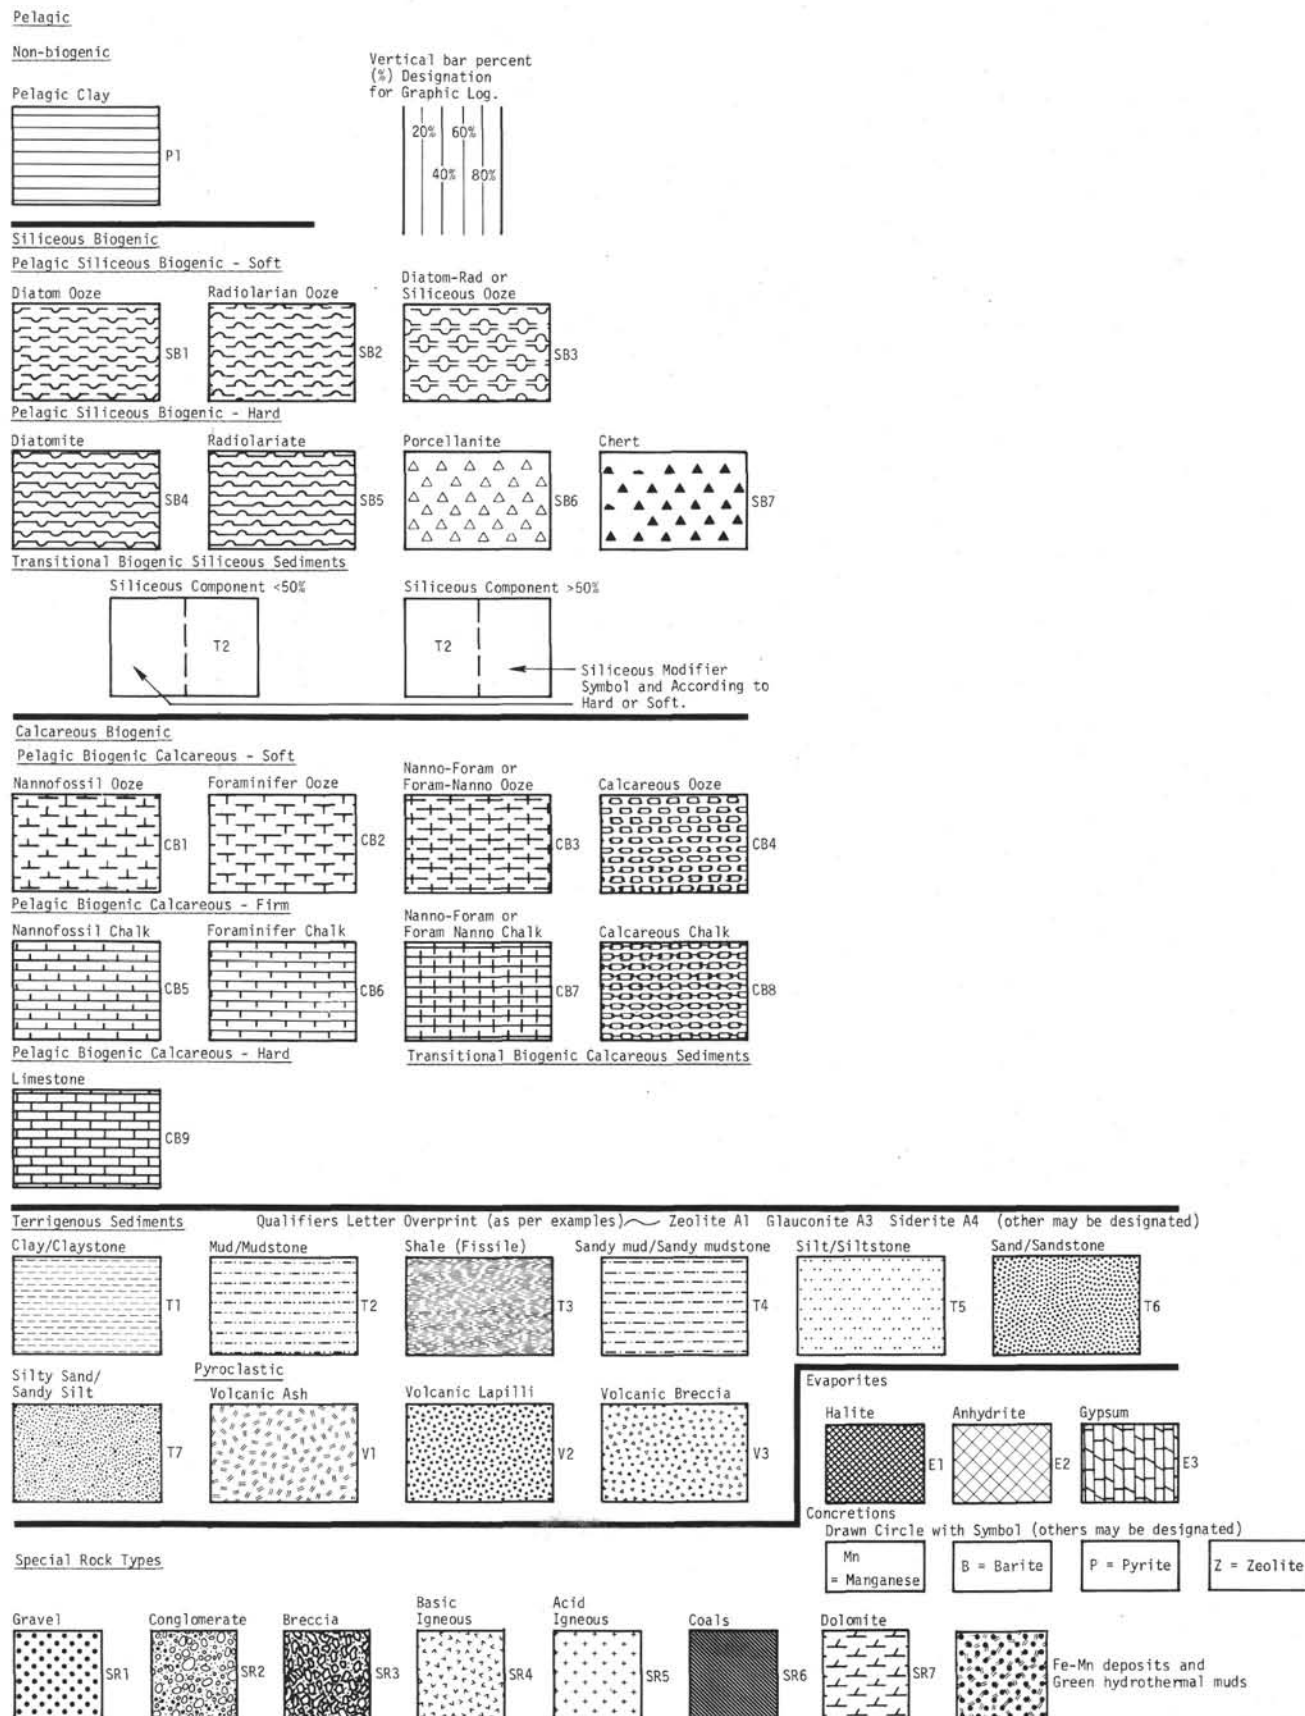 Pelagic
Non-biogenic
Pelagic Clay
P1
Vertical bar percent
(%) Designation
for Graphic Log.
20% 60%
40% 80%
Siliceous Biogenic
Pelagic Siliceous Biogenic - Soft
Diatom Ooze
SB1
Radiolarian Ooze
SB2
Diatom-Rad or
Siliceous Ooze
SB3
Pelagic Siliceous Biogenic - Hard
Diatomite
SB4
Radiolariate
SB5
Porcellanite
SB6
Chert
SB7
Transitional Biogenic Siliceous Sediments
Siliceous Component <50%
T2
Siliceous Component >50%
T2
Siliceous Modifier
Symbol and According to
Hard or Soft.
Calcareous Biogenic
Pelagic Biogenic Calcareous - Soft
Nannofossil Ooze
CB1
Foraminifer Ooze
CB2
Nanno-Foram or
Foram-Nanno Ooze
CB3
Calcareous Ooze
CB4
Pelagic Biogenic Calcareous - Firm
Nannofossil Chalk
CB5
Foraminifer Chalk
CB6
Nanno-Foram or
Foram Nanno Chalk
CB7
Calcareous Chalk
CB8
Pelagic Biogenic Calcareous - Hard
Transitional Biogenic Calcareous Sediments
Limestone
CB9
Terrigenous Sediments
Qualifiers Letter Overprint (as per examples) Zeolite A1 Glauconite A3 Siderite A4 (other may be designated)
Clay/Claystone
T1
Mud/Mudstone
T2
Shale (Fissile)
T3
Sandy mud/Sandy mudstone
T4
Silt/Siltstone
T5
Sand/Sandstone
T6
Silty Sand/
Sandy Silt
T7
Pyroclastic
Volcanic Ash
V1
Volcanic Lapilli
V2
Volcanic Breccia
V3
Evaporites
Halite
E1
Anhydrite
E2
Gypsum
E3
Concretions
Drawn Circle with Symbol (others may be designated)
Mn
= Manganese
B = Barite
P = Pyrite
Z = Zeolite
Special Rock Types
Gravel
SR1
Conglomerate
SR2
Breccia
SR3
Basic
Igneous
SR4
Acid
Igneous
SR5
Coals
SR6
Dolomite
SR7
Fe-Mn deposits and
Green hydrothermal muds